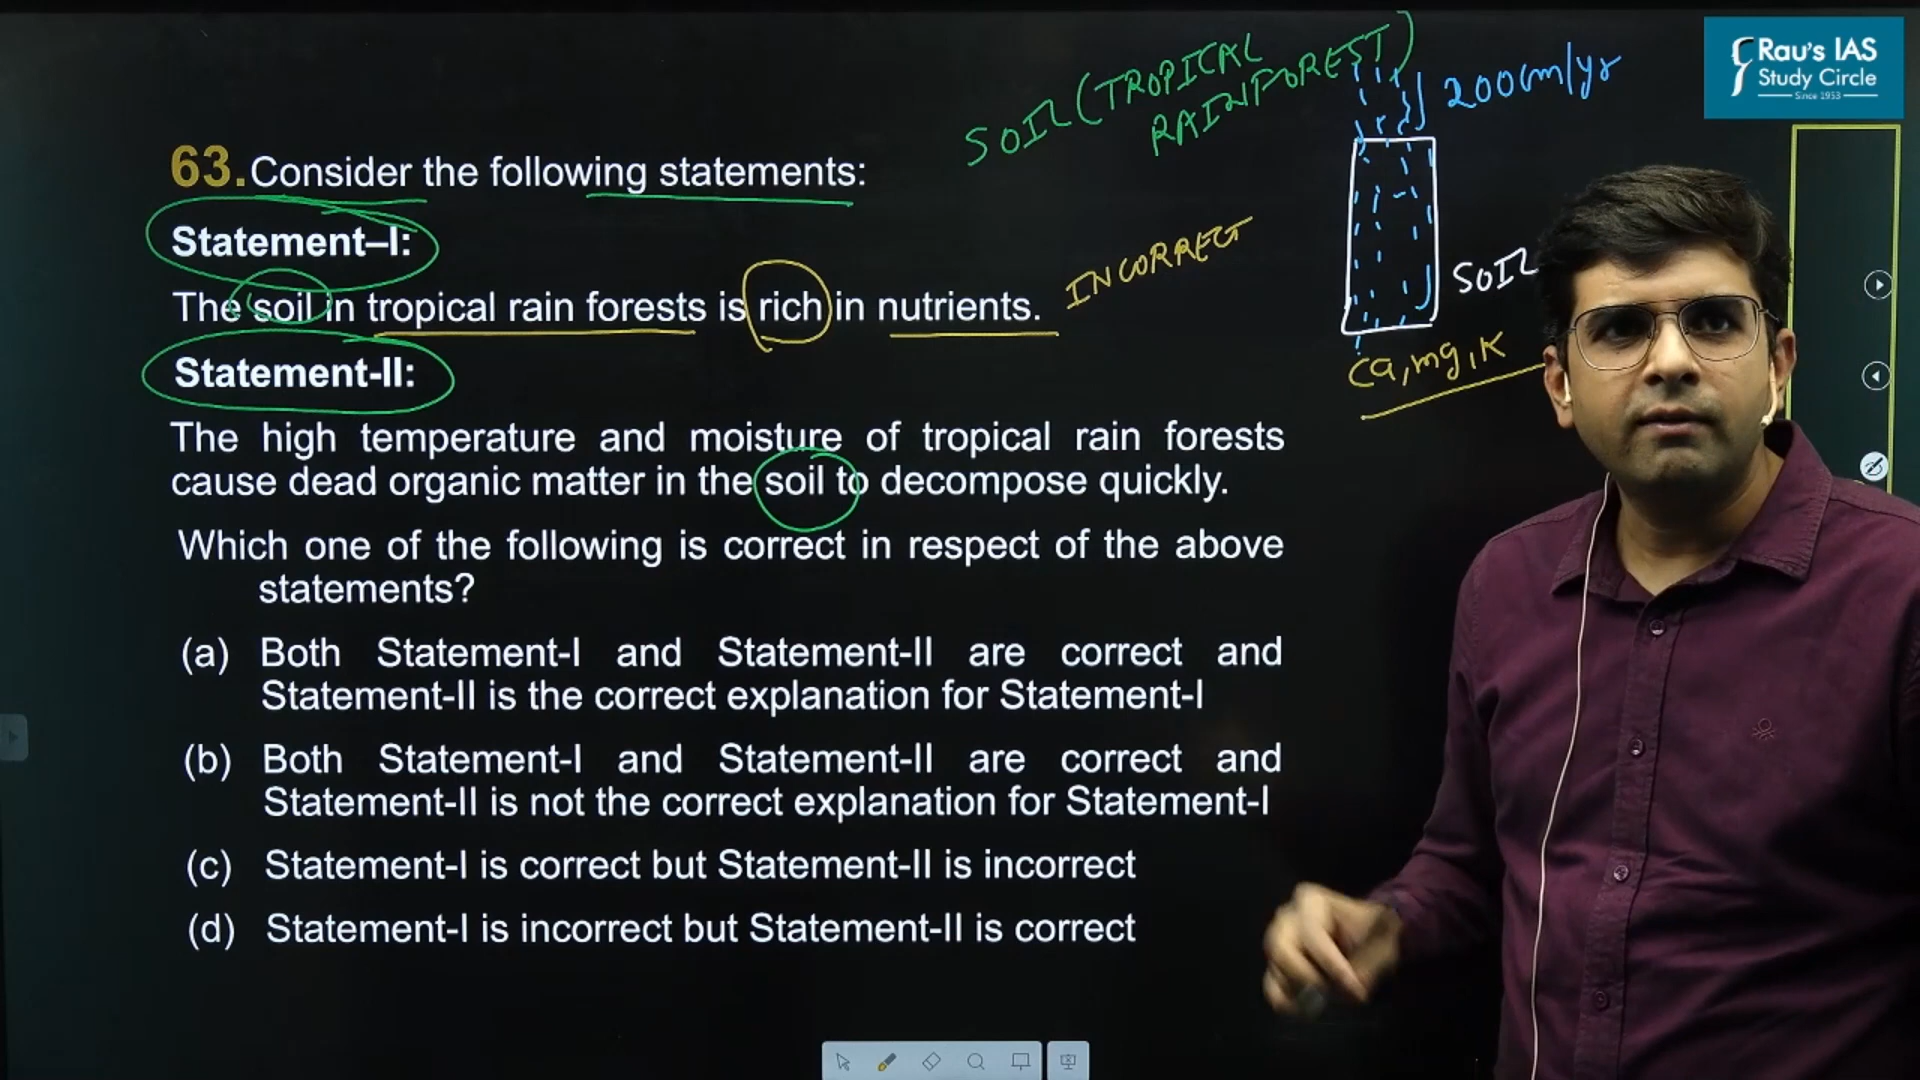 Rau's IAS
Study Circle
Since 1953
SOIL (TROPICAL
RAINFOREST)
200cm/yr
63. Consider the following statements:
Statement–I:
The soil in tropical rain forests is rich in nutrients.
INCORRECT
SOIL
Ca, mg, K
Statement-II:
The high temperature and moisture of tropical rain forests
cause dead organic matter in the soil to decompose quickly.
Which one of the following is correct in respect of the above
statements?
(a) Both Statement-I and Statement-II are correct and
Statement-II is the correct explanation for Statement-I
(b) Both Statement-I and Statement-II are correct and
Statement-II is not the correct explanation for Statement-I
(c) Statement-I is correct but Statement-II is incorrect
(d) Statement-I is incorrect but Statement-II is correct